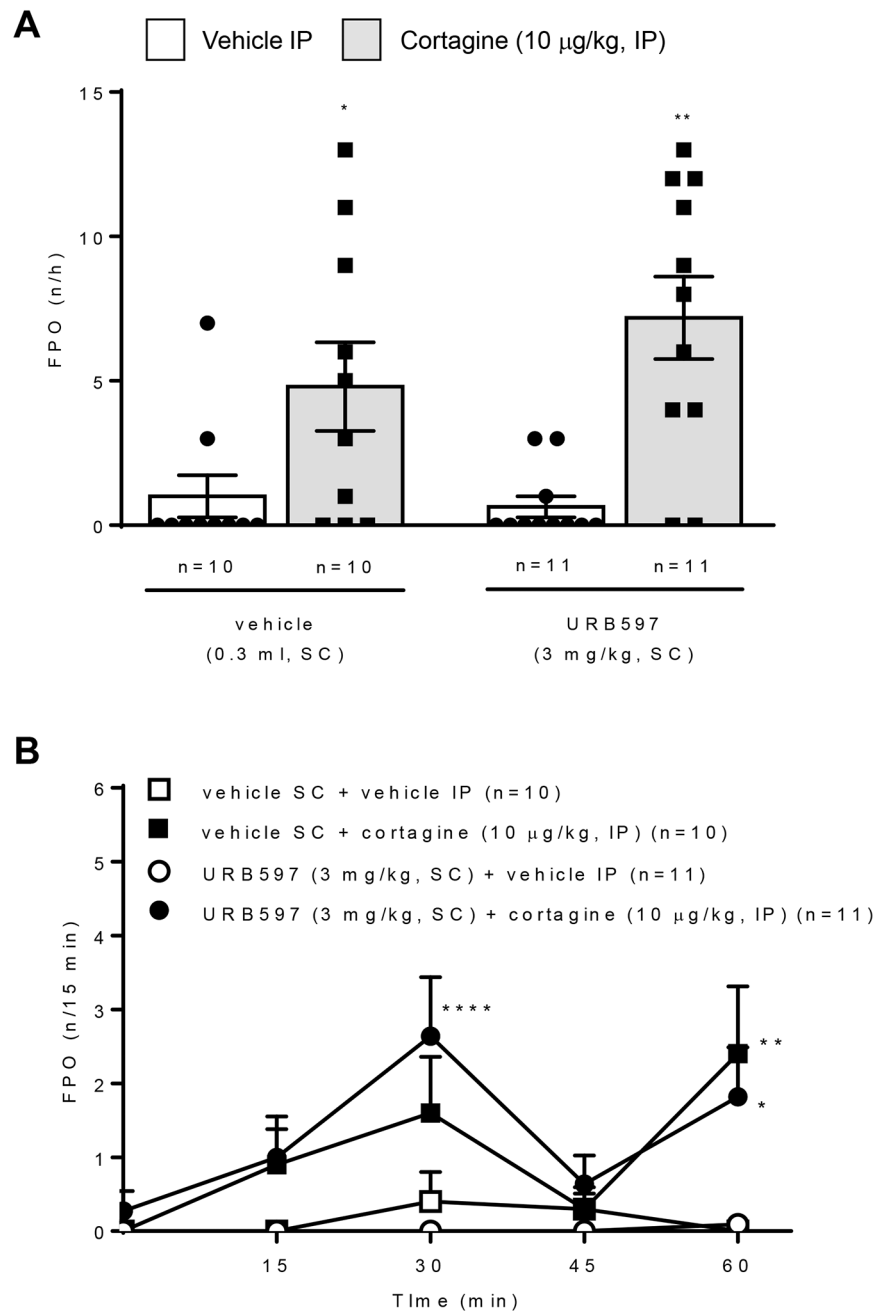 A
Vehicle IP
Cortagine (10 μg/kg, IP)
15
*
**
10
FPO (n/h)
5
0
n=10
n=10
n=11
n=11
vehicle
(0.3 ml, SC)
URB597
(3 mg/kg, SC)
B
6
vehicle SC + vehicle IP (n=10)
vehicle SC + cortagine (10 μg/kg, IP) (n=10)
5
URB597 (3 mg/kg, SC) + vehicle IP (n=11)
URB597 (3 mg/kg, SC) + cortagine (10 μg/kg, IP) (n=11)
4
FPO (n/15 min)
3
****
**
2
*
1
0
15
30
45
60
TIme (min)